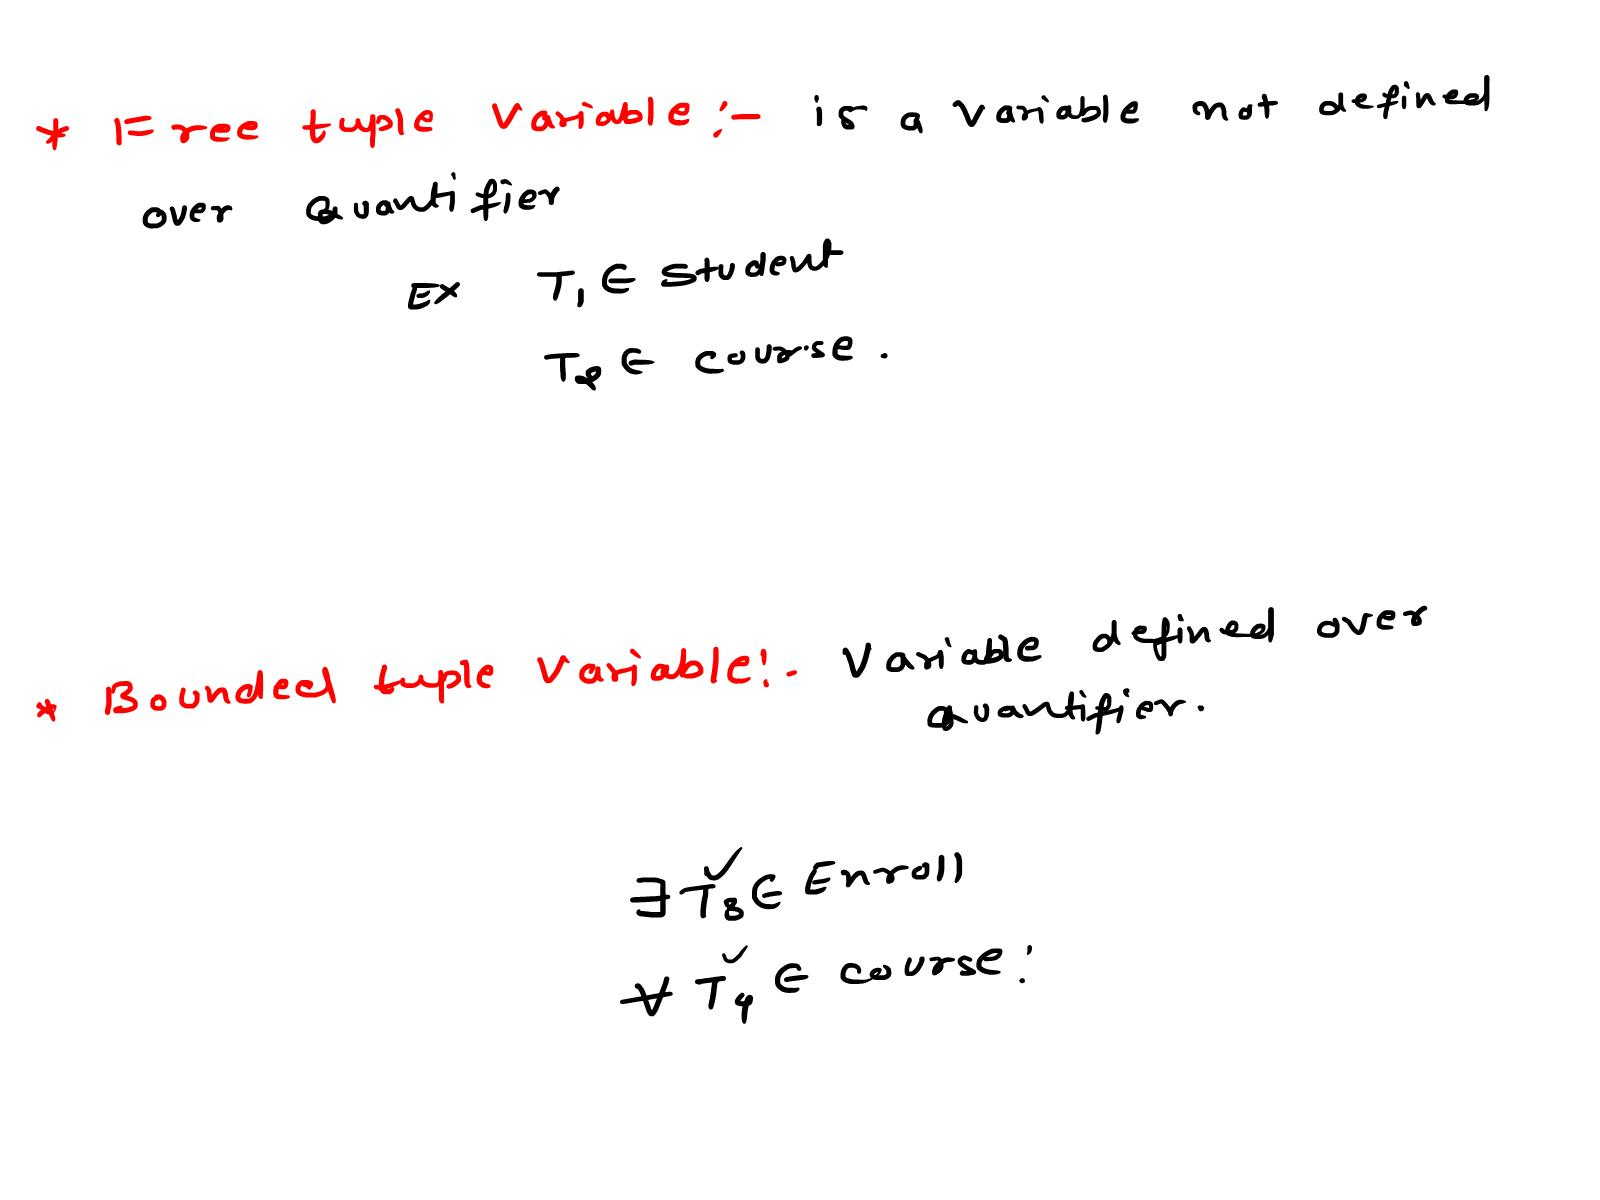 * Free tuple Variable :- is a variable not defined
over Quantifier
Ex T₁ ∈ Student
T₂ ∈ course.
* Bounded tuple Variable :- Variable defined over
quantifier.
∃ T₃ ∈ Enroll
∀ T₄ ∈ course :